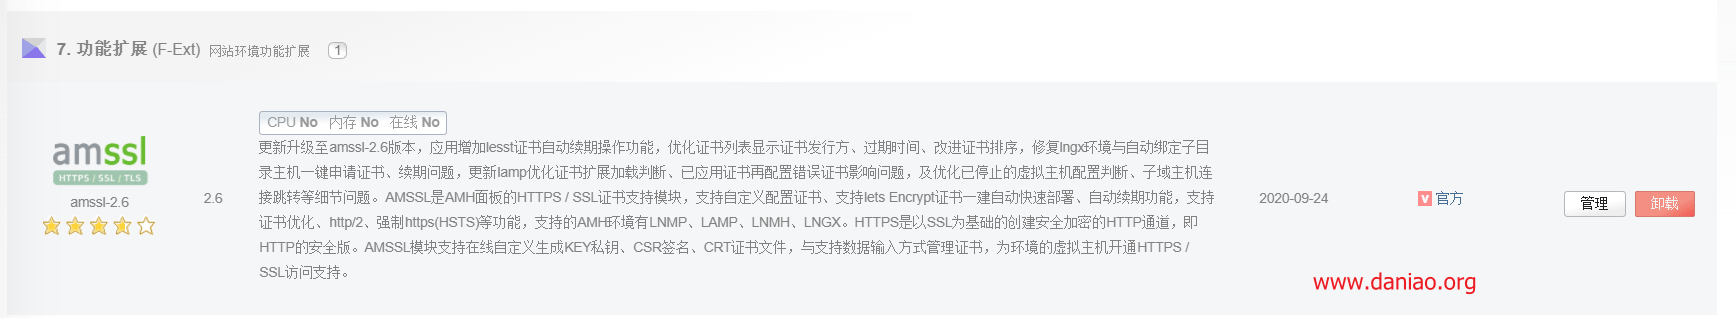 7. 功能扩展 (F-Ext) 网站环境功能扩展 1
CPU No 内存 No 在线 No
更新升级至amssl-2.6版本，应用增加lesst证书自动续期操作功能，优化证书列表显示证书发行方、过期时间、改进证书排序，修复lngx环境与自动绑定子目
录主机一键申请证书、续期问题，更新lamp优化证书扩展加载判断、已应用证书再配置错误证书影响问题，及优化已停止的虚拟主机配置判断、子域主机连
接跳转等细节问题。AMSSL是AMH面板的HTTPS / SSL证书支持模块，支持自定义配置证书、支持lets Encrypt证书一建自动快速部署、自动续期功能，支持
证书优化、http/2、强制https(HSTS)等功能，支持的AMH环境有LNMP、LAMP、LNMH、LNGX。HTTPS是以SSL为基础的创建安全加密的HTTP通道，即
HTTP的安全版。AMSSL模块支持在线自定义生成KEY私钥、CSR签名、CRT证书文件，与支持数据输入方式管理证书，为环境的虚拟主机开通HTTPS /
SSL访问支持。
amssl
HTTPS / SSL / TLS
amssl-2.6
2.6
2020-09-24
V 官方
管理
卸载
www.daniao.org